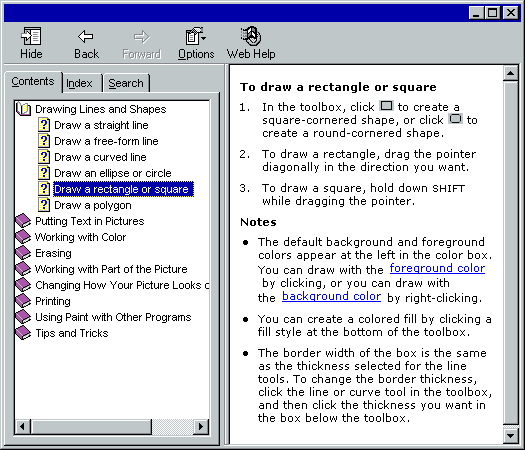 Hide Back Forward Options Web Help
Contents Index Search
Drawing Lines and Shapes
Draw a straight line
Draw a free-form line
Draw a curved line
Draw an ellipse or circle
Draw a rectangle or square
Draw a polygon
Putting Text in Pictures
Working with Color
Erasing
Working with Part of the Picture
Changing How Your Picture Looks o
Printing
Using Paint with Other Programs
Tips and Tricks
To draw a rectangle or square
1. In the toolbox, click to create a
square-cornered shape, or click to
create a round-cornered shape.
2. To draw a rectangle, drag the pointer
diagonally in the direction you want.
3. To draw a square, hold down SHIFT
while dragging the pointer.
Notes
• The default background and foreground
colors appear at the left in the color box.
You can draw with the foreground color
by clicking, or you can draw with
the background color by right-clicking.
• You can create a colored fill by clicking a
fill style at the bottom of the toolbox.
• The border width of the box is the same
as the thickness selected for the line
tools. To change the border thickness,
click the line or curve tool in the toolbox,
and then click the thickness you want in
the box below the toolbox.